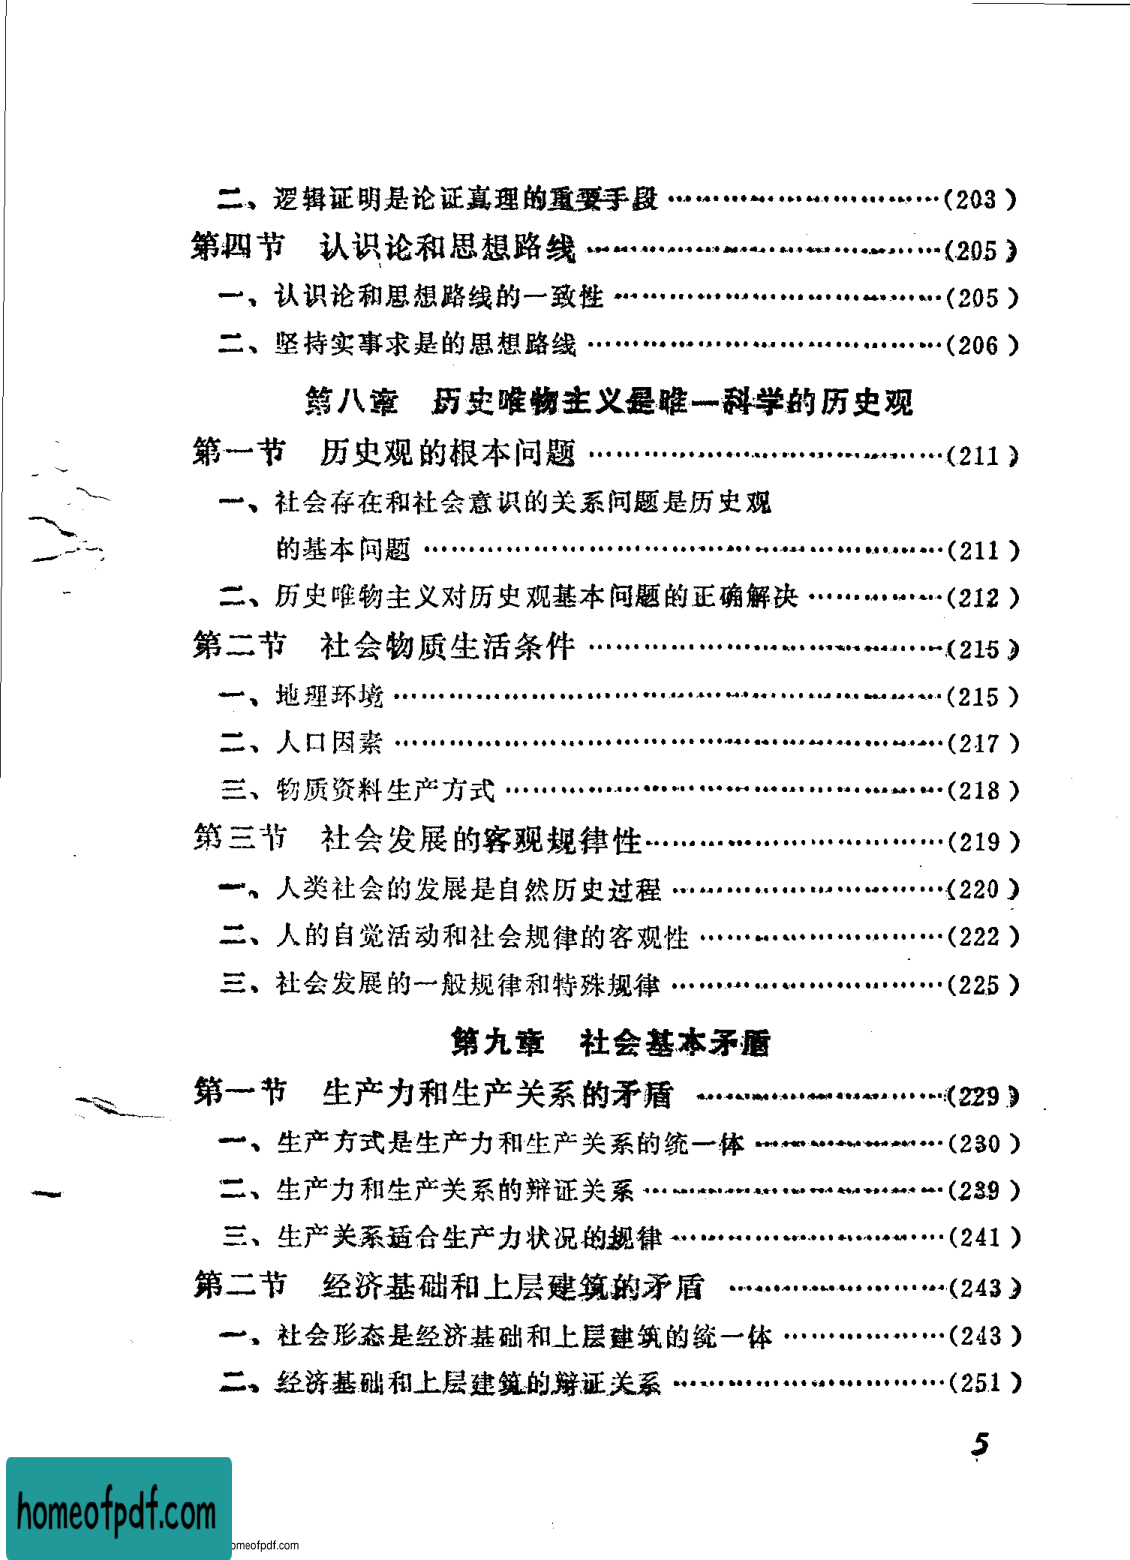 二、逻辑证明是论证真理的重要手段 …………………………(203)
第四节　认识论和思想路线 …………………………………(205)
一、认识论和思想路线的一致性 ………………………………(205)
二、坚持实事求是的思想路线 …………………………………(206)
第八章　历史唯物主义是唯一科学的历史观
第一节　历史观的根本问题 …………………………………(211)
一、社会存在和社会意识的关系问题是历史观
的基本问题 …………………………………………………(211)
二、历史唯物主义对历史观基本问题的正确解决 ……………(212)
第二节　社会物质生活条件 …………………………………(215)
一、地理环境 ……………………………………………………(215)
二、人口因素 ……………………………………………………(217)
三、物质资料生产方式 …………………………………………(218)
第三节　社会发展的客观规律性……………………………(219)
一、人类社会的发展是自然历史过程 …………………………(220)
二、人的自觉活动和社会规律的客观性 ………………………(222)
三、社会发展的一般规律和特殊规律 …………………………(225)
第九章　社会基本矛盾
第一节　生产力和生产关系的矛盾 ………………………(229)
一、生产方式是生产力和生产关系的统一体 …………………(230)
二、生产力和生产关系的辩证关系 ……………………………(239)
三、生产关系适合生产力状况的规律 …………………………(241)
第二节　经济基础和上层建筑的矛盾 ……………………(243)
一、社会形态是经济基础和上层建筑的统一体 ………………(243)
二、经济基础和上层建筑的辩证关系 …………………………(251)
5
homeofpdf.com
omeofpdf.com